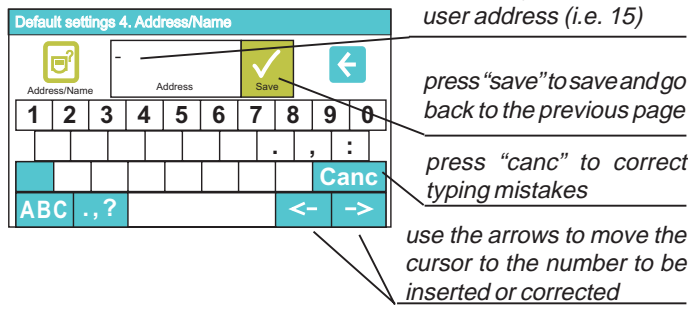 Default settings 4. Address/Name
user address (i.e. 15)
-
Address/Name
Address
Save
press “save” to save and go
back to the previous page
1 2 3 4 5 6 7 8 9 0
. , :
Canc
press “canc” to correct
typing mistakes
ABC .,? <- ->
use the arrows to move the
cursor to the number to be
inserted or corrected